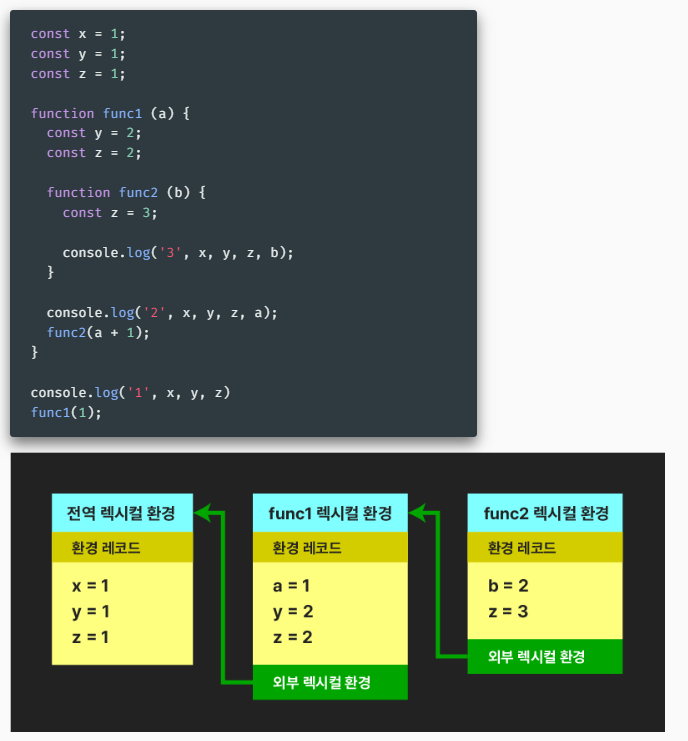 const x = 1;
const y = 1;
const z = 1;
function func1 (a) {
const y = 2;
const z = 2;
function func2 (b) {
const z = 3;
console.log('3', x, y, z, b);
}
console.log('2', x, y, z, a);
func2(a + 1);
}
console.log('1', x, y, z)
func1(1);
전역 렉시컬 환경
환경 레코드
x = 1
y = 1
z = 1
func1 렉시컬 환경
환경 레코드
a = 1
y = 2
z = 2
외부 렉시컬 환경
func2 렉시컬 환경
환경 레코드
b = 2
z = 3
외부 렉시컬 환경